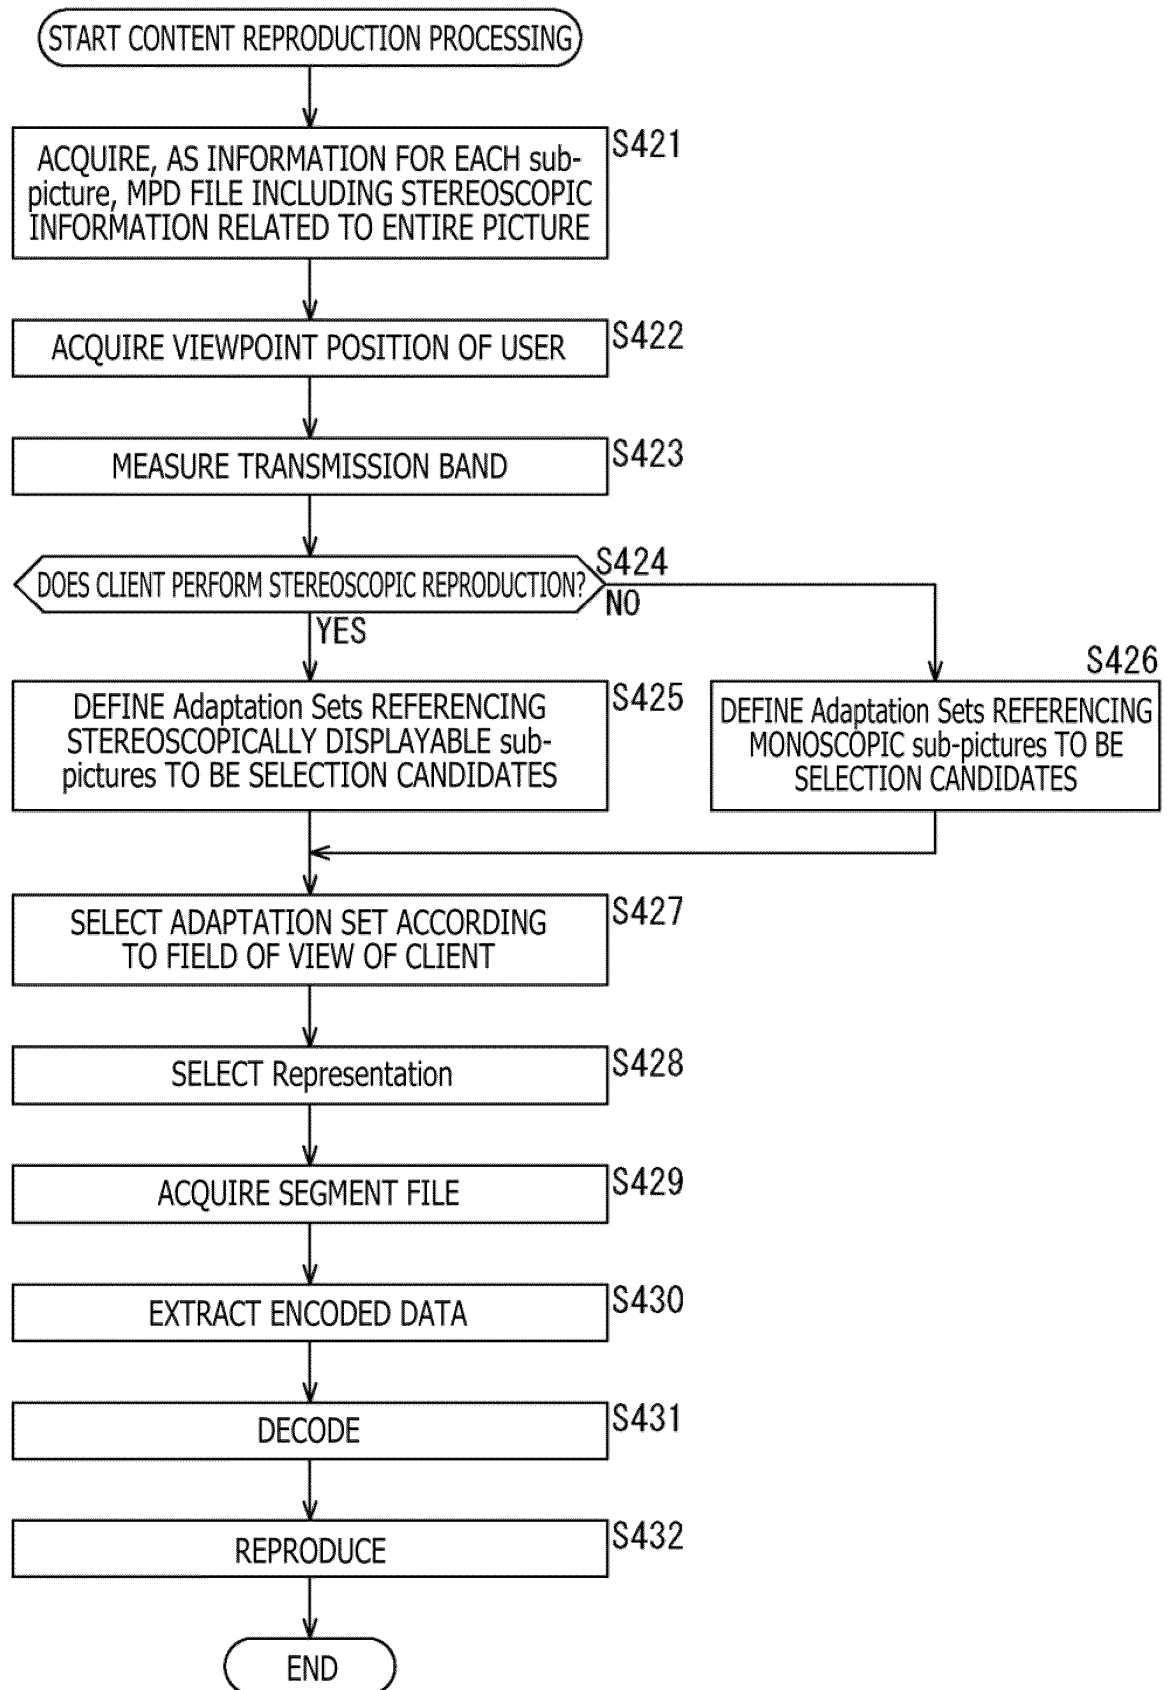 START CONTENT REPRODUCTION PROCESSING
S421
ACQUIRE, AS INFORMATION FOR EACH sub-
picture, MPD FILE INCLUDING STEREOSCOPIC
INFORMATION RELATED TO ENTIRE PICTURE
S422
ACQUIRE VIEWPOINT POSITION OF USER
S423
MEASURE TRANSMISSION BAND
S424
DOES CLIENT PERFORM STEREOSCOPIC REPRODUCTION?
NO
YES
S425
DEFINE Adaptation Sets REFERENCING
STEREOSCOPICALLY DISPLAYABLE sub-
pictures TO BE SELECTION CANDIDATES
S426
DEFINE Adaptation Sets REFERENCING
MONOSCOPIC sub-pictures TO BE
SELECTION CANDIDATES
S427
SELECT ADAPTATION SET ACCORDING
TO FIELD OF VIEW OF CLIENT
S428
SELECT Representation
S429
ACQUIRE SEGMENT FILE
S430
EXTRACT ENCODED DATA
S431
DECODE
S432
REPRODUCE
END